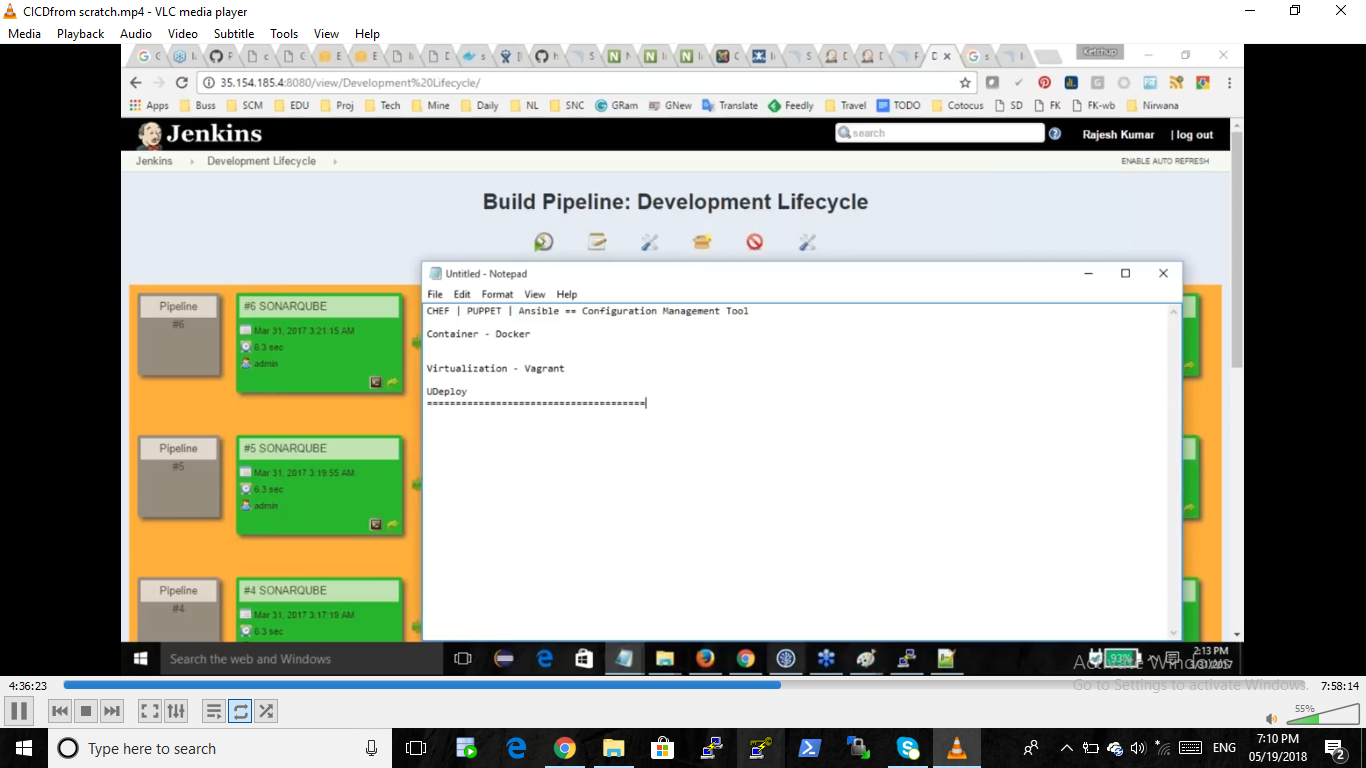 CICDfrom scratch.mp4 - VLC media player
Media Playback Audio Video Subtitle Tools View Help
Ketchup
35.154.185.4:8080/view/Development%20Lifecycle/
Apps Buss SCM EDU Proj Tech Mine Daily NL SNC GRam GNew Translate Feedly Travel TODO Cotocus SD FK FK-wb Nirwana
Jenkins
search
Rajesh Kumar | log out
Jenkins Development Lifecycle
ENABLE AUTO REFRESH
Build Pipeline: Development Lifecycle
Untitled - Notepad
File Edit Format View Help
CHEF | PUPPET | Ansible == Configuration Management Tool
Container - Docker
Virtualization - Vagrant
UDeploy
======================================
Pipeline
#6
#6 SONARQUBE
Mar 31, 2017 3:21:15 AM
6.3 sec
admin
Pipeline
#5
#5 SONARQUBE
Mar 31, 2017 3:19:55 AM
6.3 sec
admin
Pipeline
#4
#4 SONARQUBE
Mar 31, 2017 3:17:19 AM
6.3 sec
Search the web and Windows
93%
2:13 PM
3/31/2017
Activate Windows
Go to Settings to activate Windows.
4:36:23
7:58:14
55%
Type here to search
ENG
7:10 PM
05/19/2018
2